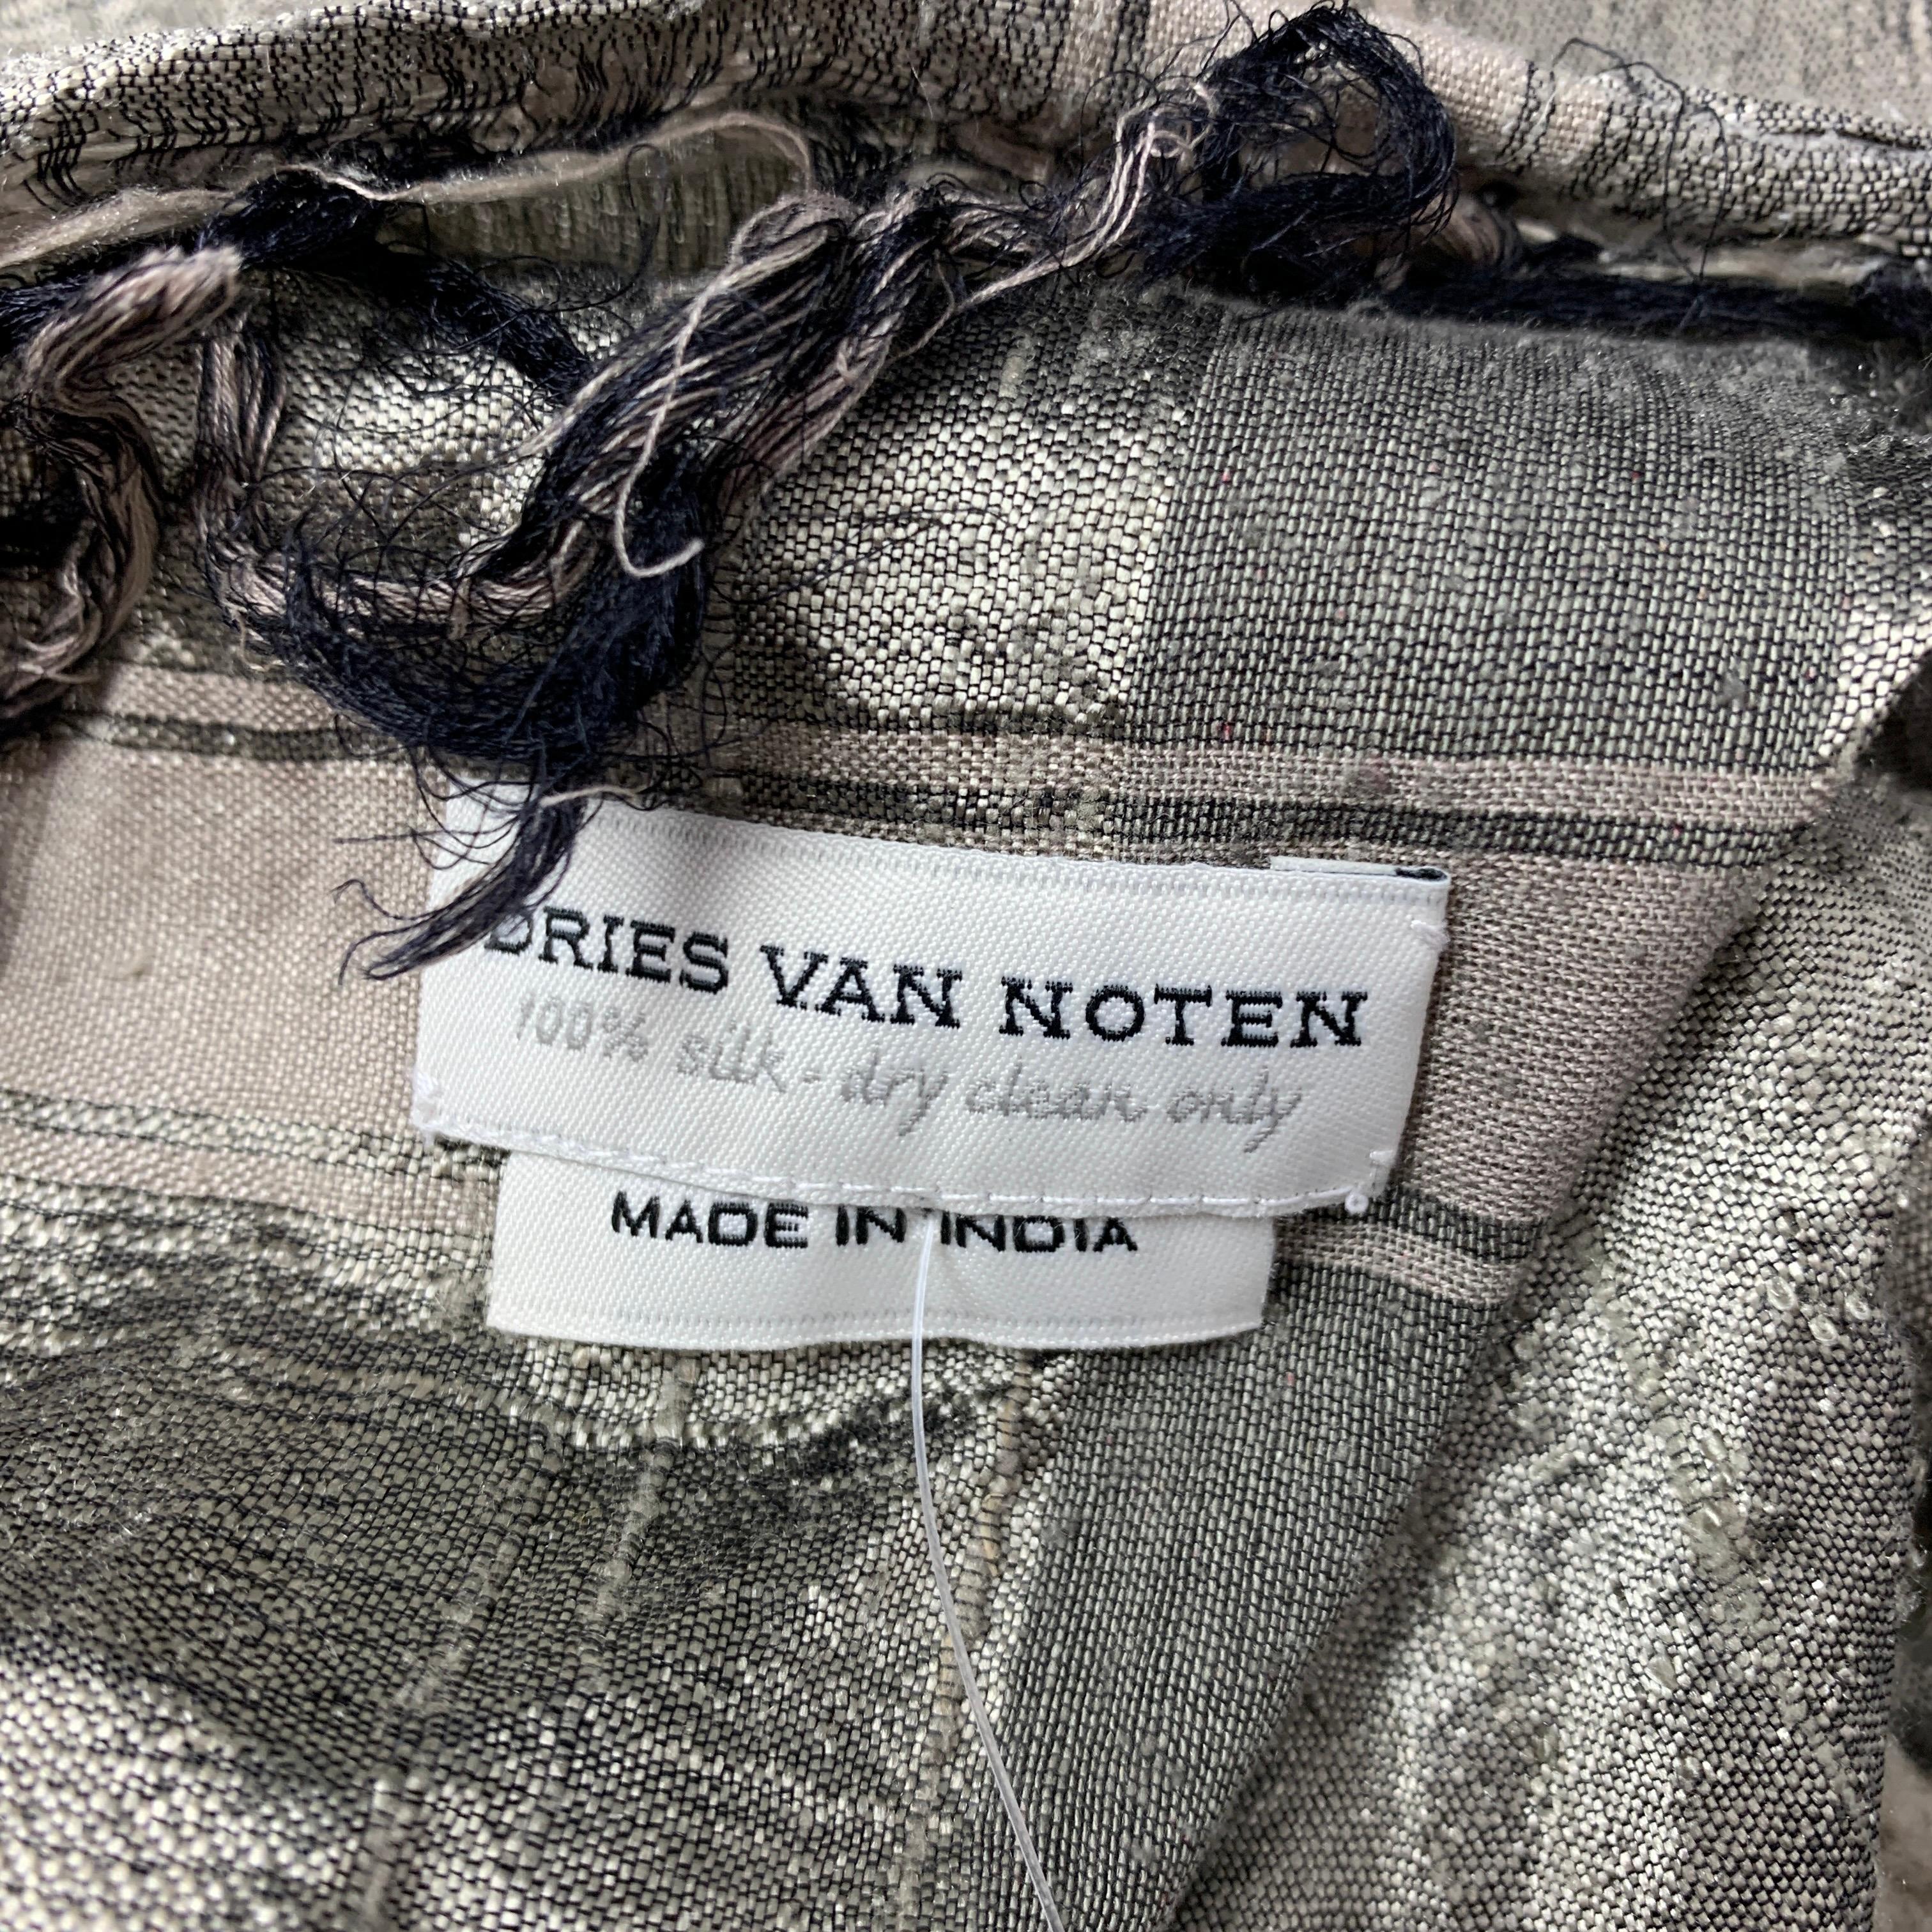 DRIES VAN NOTEN
100% silk - dry clean only
MADE IN INDIA